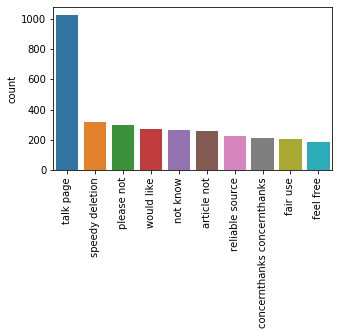 1000
800
600
400
200
0
count
talk page
speedy deletion
please not
would like
not know
article not
reliable source
concernthanks concernthanks
fair use
feel free